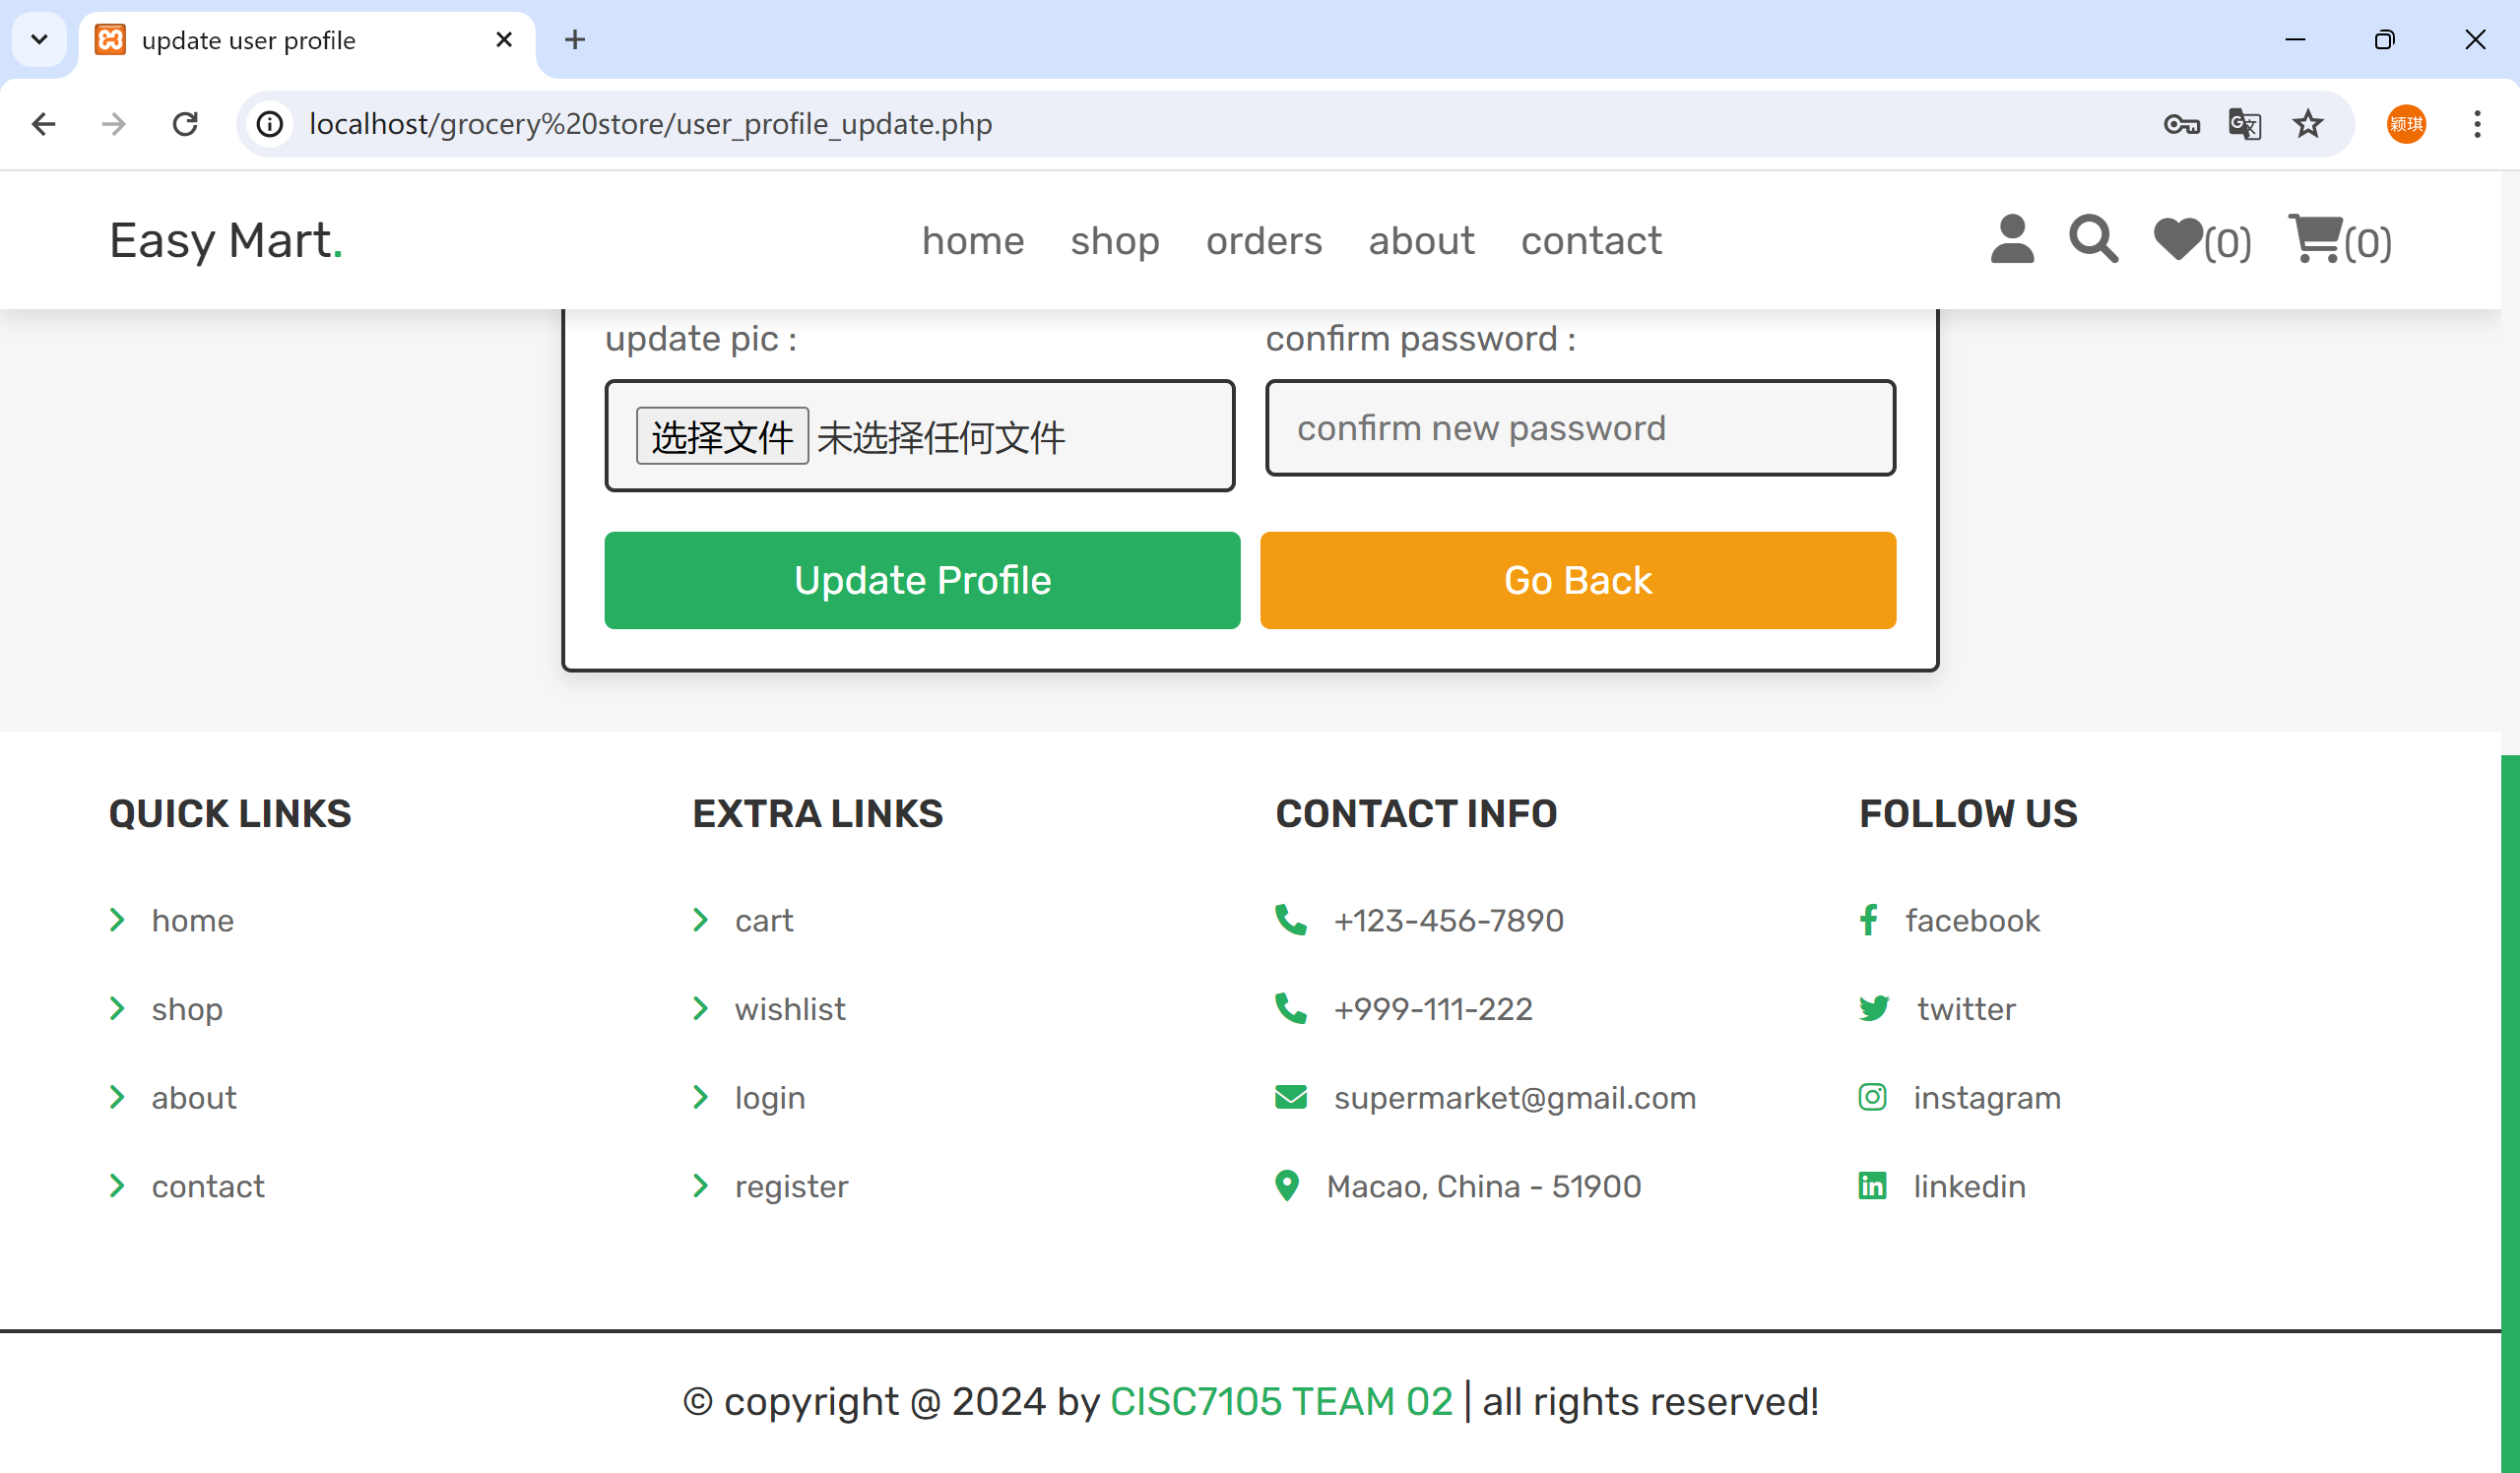 update user profile
localhost/grocery%20store/user_profile_update.php
颖琪
Easy Mart.
home shop orders about contact
(0) (0)
update pic :
confirm password :
选择文件 未选择任何文件
confirm new password
Update Profile
Go Back
QUICK LINKS
home
shop
about
contact
EXTRA LINKS
cart
wishlist
login
register
CONTACT INFO
+123-456-7890
+999-111-222
supermarket@gmail.com
Macao, China - 51900
FOLLOW US
facebook
twitter
instagram
linkedin
© copyright @ 2024 by CISC7105 TEAM 02 | all rights reserved!